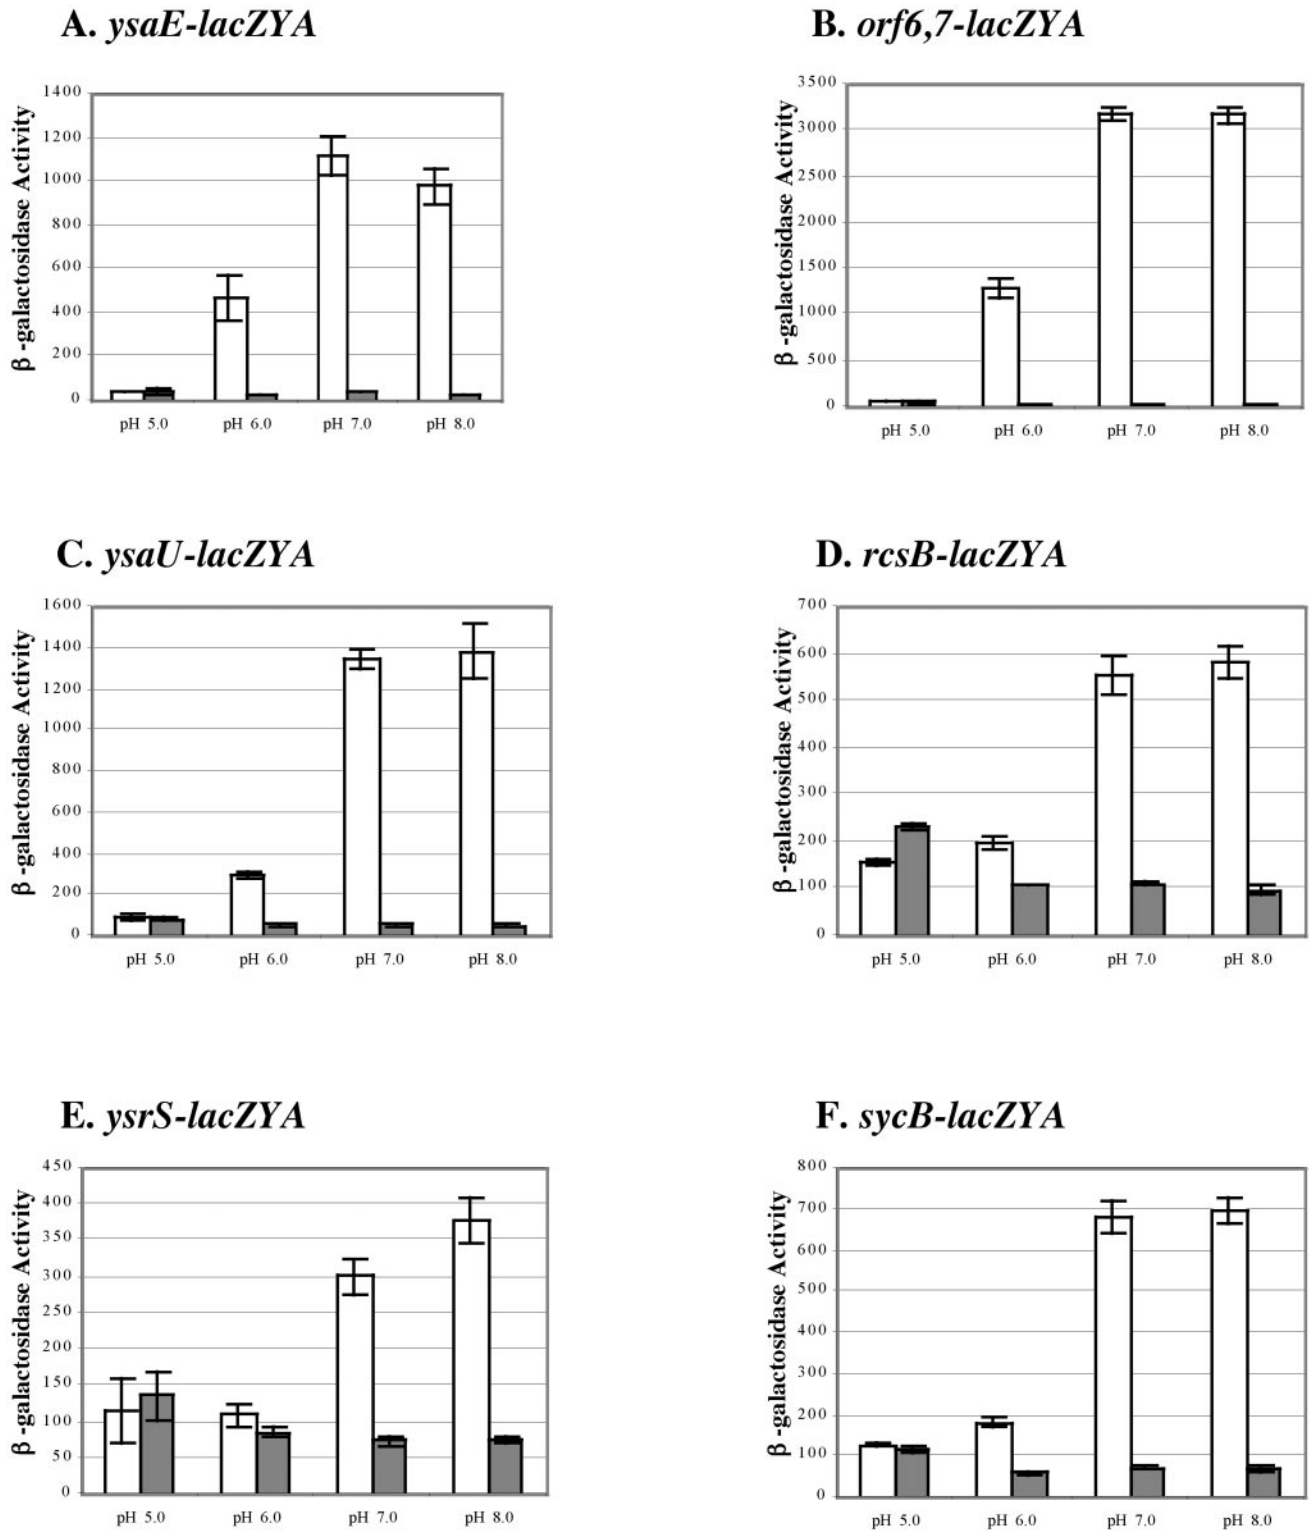 A. ysaE-lacZYA
β -galactosidase Activity
1400
1200
1000
800
600
400
200
0
pH 5.0 pH 6.0 pH 7.0 pH 8.0
B. orf6,7-lacZYA
β -galactosidase Activity
3500
3000
2500
2000
1500
1000
500
0
pH 5.0 pH 6.0 pH 7.0 pH 8.0
C. ysaU-lacZYA
β -galactosidase Activity
1600
1400
1200
1000
800
600
400
200
0
pH 5.0 pH 6.0 pH 7.0 pH 8.0
D. rcsB-lacZYA
β -galactosidase Activity
700
600
500
400
300
200
100
0
pH 5.0 pH 6.0 pH 7.0 pH 8.0
E. ysrS-lacZYA
β -galactosidase Activity
450
400
350
300
250
200
150
100
50
0
pH 5.0 pH 6.0 pH 7.0 pH 8.0
F. sycB-lacZYA
β -galactosidase Activity
800
700
600
500
400
300
200
100
0
pH 5.0 pH 6.0 pH 7.0 pH 8.0